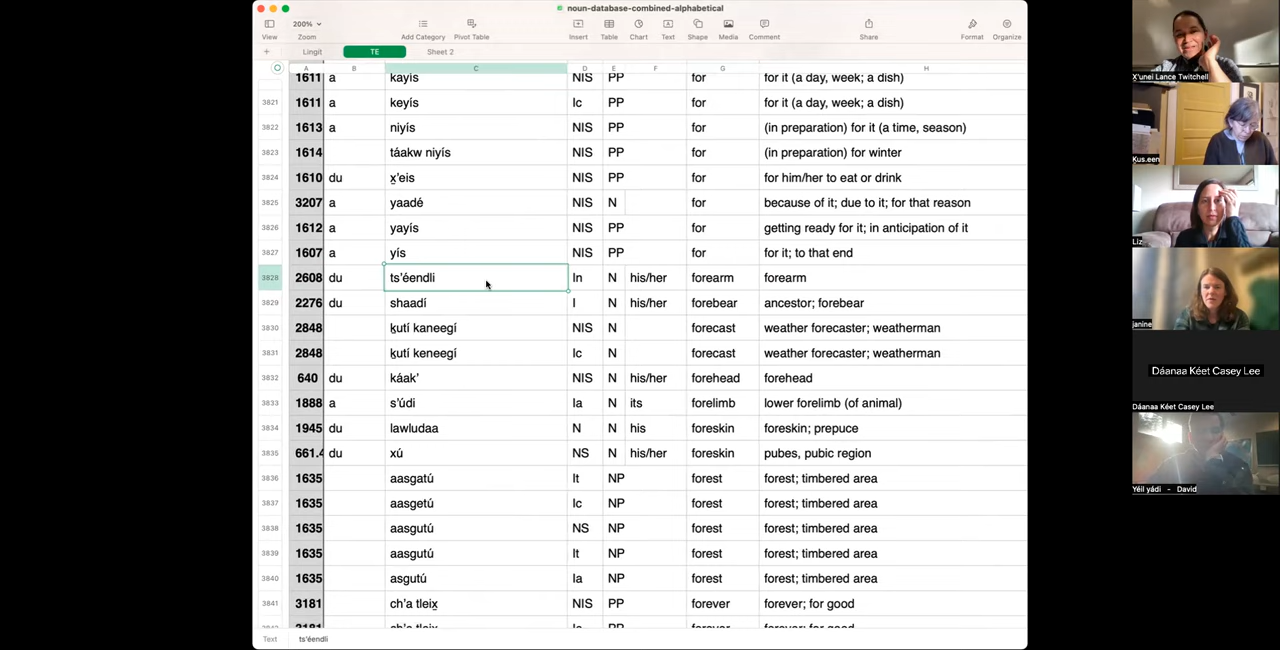 noun-database-combined-alphabetical
200%
View Zoom Add Category Pivot Table Insert Table Chart Text Shape Media Comment Share Format Organize
+ Lingít TE Sheet 2
A B C D E F G H
1611 a kayís NIS PP for for it (a day, week; a dish)
3821 1611 a keyís Ic PP for for it (a day, week; a dish)
3822 1613 a niyís NIS PP for (in preparation) for it (a time, season)
3823 1614 táakw niyís NIS PP for (in preparation) for winter
3824 1610 du x̱'eis NIS PP for for him/her to eat or drink
3825 3207 a yaadé NIS N for because of it; due to it; for that reason
3826 1612 a yayís NIS PP for getting ready for it; in anticipation of it
3827 1607 a yís NIS PP for for it; to that end
3828 2608 du ts'éendli In N his/her forearm forearm
3829 2276 du shaadí I N his/her forebear ancestor; forebear
3830 2848 ḵutí kaneegí NIS N forecast weather forecaster; weatherman
3831 2848 ḵutí keneegí Ic N forecast weather forecaster; weatherman
3832 640 du káak' NIS N his/her forehead forehead
3833 1888 a s'údi Ia N its forelimb lower forelimb (of animal)
3834 1945 du lawludaa N N his foreskin foreskin; prepuce
3835 661.4 du xú NS N his/her foreskin pubes, pubic region
3836 1635 aasgatú It NP forest forest; timbered area
3837 1635 aasgetú Ic NP forest forest; timbered area
3838 1635 aasgutú NS NP forest forest; timbered area
3839 1635 aasgutú It NP forest forest; timbered area
3840 1635 asgutú Ia NP forest forest; timbered area
3841 3181 ch'a tleix̱ NIS PP forever forever; for good
Text ts'éendli
X̱'unei Lance Twitchell
Kus.een
Liz
janine
Dáanaa Kéet Casey Lee
Dáanaa Kéet Casey Lee
Yéil yádi - David